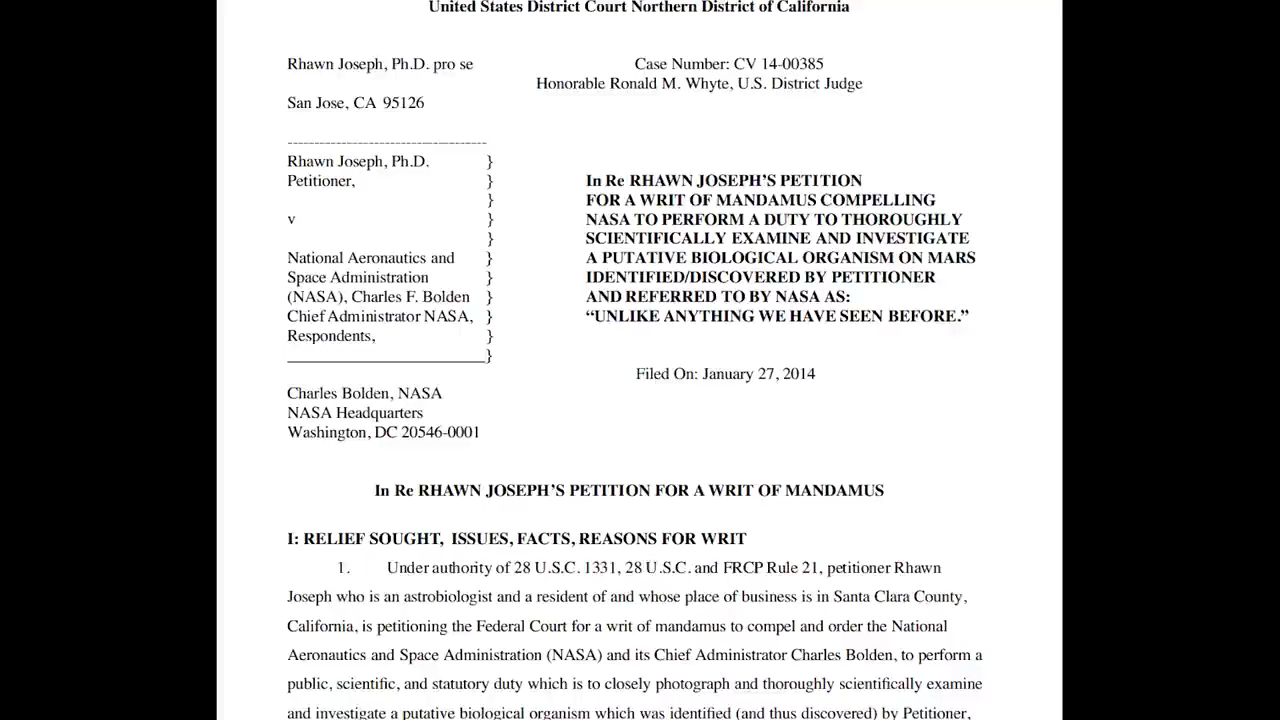 United States District Court Northern District of California
Rhawn Joseph, Ph.D. pro se
Case Number: CV 14-00385
Honorable Ronald M. Whyte, U.S. District Judge
San Jose, CA 95126
------------------------------------
Rhawn Joseph, Ph.D. }
Petitioner, } In Re RHAWN JOSEPH'S PETITION
} FOR A WRIT OF MANDAMUS COMPELLING
v } NASA TO PERFORM A DUTY TO THOROUGHLY
} SCIENTIFICALLY EXAMINE AND INVESTIGATE
National Aeronautics and } A PUTATIVE BIOLOGICAL ORGANISM ON MARS
Space Administration } IDENTIFIED/DISCOVERED BY PETITIONER
(NASA), Charles F. Bolden } AND REFERRED TO BY NASA AS:
Chief Administrator NASA, } “UNLIKE ANYTHING WE HAVE SEEN BEFORE.”
Respondents, }
______________________}
Filed On: January 27, 2014
Charles Bolden, NASA
NASA Headquarters
Washington, DC 20546-0001
In Re RHAWN JOSEPH'S PETITION FOR A WRIT OF MANDAMUS
I: RELIEF SOUGHT, ISSUES, FACTS, REASONS FOR WRIT
1. Under authority of 28 U.S.C. 1331, 28 U.S.C. and FRCP Rule 21, petitioner Rhawn
Joseph who is an astrobiologist and a resident of and whose place of business is in Santa Clara County,
California, is petitioning the Federal Court for a writ of mandamus to compel and order the National
Aeronautics and Space Administration (NASA) and its Chief Administrator Charles Bolden, to perform a
public, scientific, and statutory duty which is to closely photograph and thoroughly scientifically examine
and investigate a putative biological organism which was identified (and thus discovered) by Petitioner,